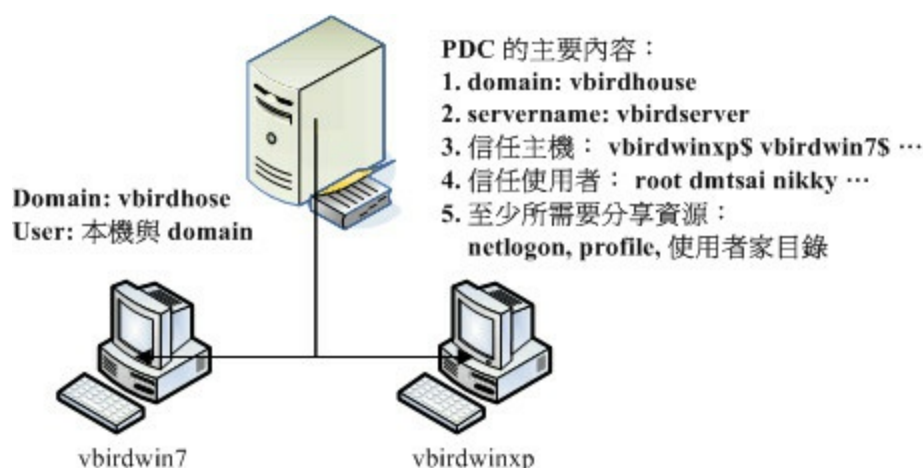 PDC 的主要內容：
1. domain: vbirdhouse
2. servername: vbirdserver
3. 信任主機： vbirdwinxp$ vbirdwin7$ …
4. 信任使用者： root dmtsai nikky …
5. 至少所需要分享資源：
netlogon, profile, 使用者家目錄
Domain: vbirdhose
User: 本機與 domain
vbirdwin7
vbirdwinxp